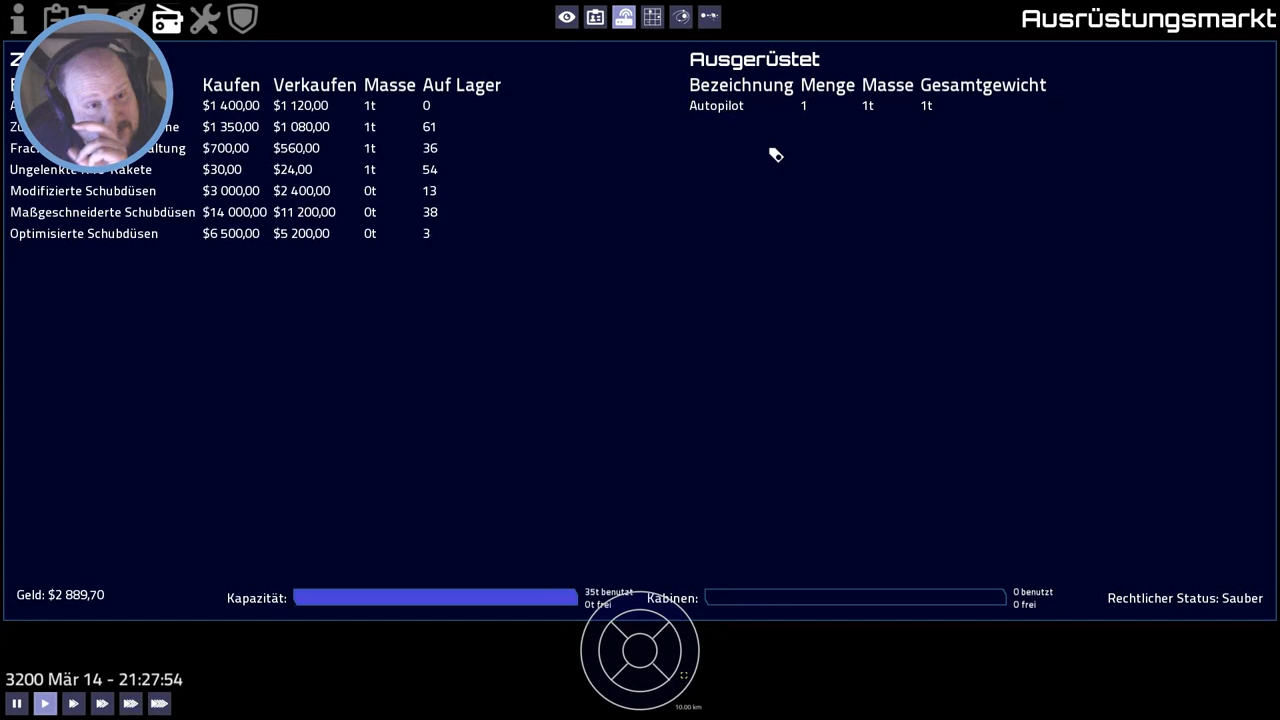 Ausrüstungsmarkt
Kaufen Verkaufen Masse Auf Lager
$1 400,00 $1 120,00 1t 0
$1 350,00 $1 080,00 1t 61
$700,00 $560,00 1t 36
Ungelenkte Rakete $30,00 $24,00 1t 54
Modifizierte Schubdüsen $3 000,00 $2 400,00 0t 13
Maßgeschneiderte Schubdüsen $14 000,00 $11 200,00 0t 38
Optimisierte Schubdüsen $6 500,00 $5 200,00 0t 3
Ausgerüstet
Bezeichnung Menge Masse Gesamtgewicht
Autopilot 1 1t 1t
Geld: $2 889,70
Kapazität: 35t benutzt
0t frei
Kabinen: 0 benutzt
0 frei
Rechtlicher Status: Sauber
10.00 km
3200 Mär 14 - 21:27:54